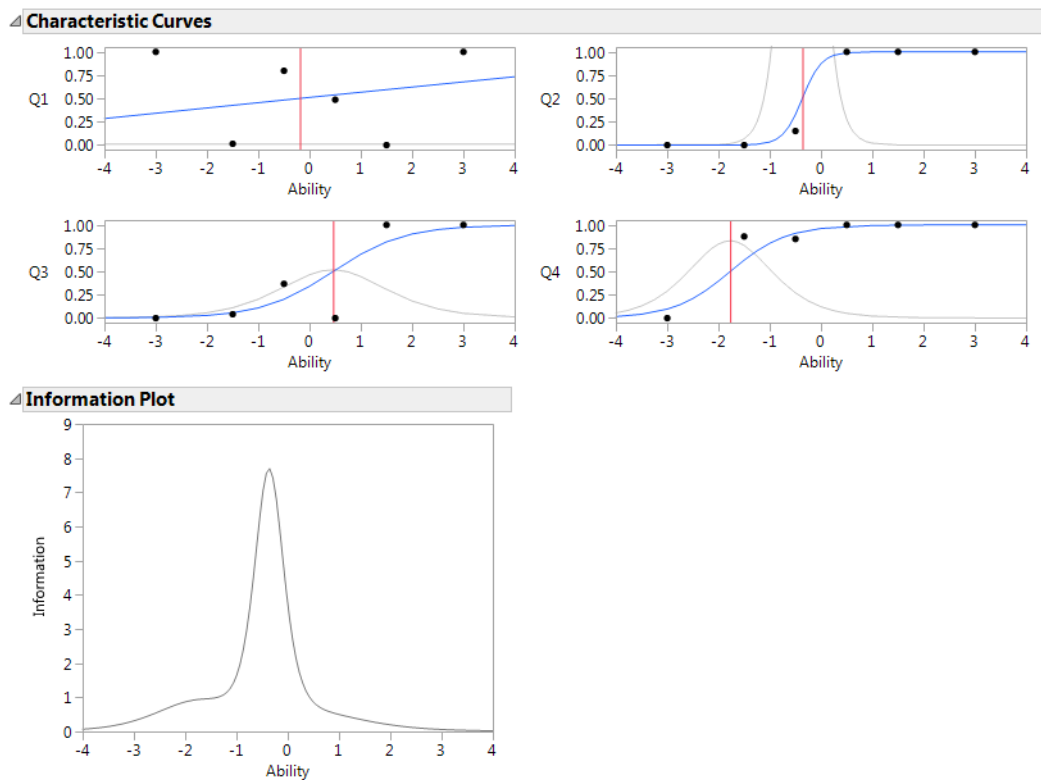 Characteristic Curves
1.00
0.75
Q1 0.50
0.25
0.00
-4 -3 -2 -1 0 1 2 3 4
Ability
1.00
0.75
Q2 0.50
0.25
0.00
-4 -3 -2 -1 0 1 2 3 4
Ability
1.00
0.75
Q3 0.50
0.25
0.00
-4 -3 -2 -1 0 1 2 3 4
Ability
1.00
0.75
Q4 0.50
0.25
0.00
-4 -3 -2 -1 0 1 2 3 4
Ability
Information Plot
9
8
7
6
5
Information
4
3
2
1
0
-4 -3 -2 -1 0 1 2 3 4
Ability